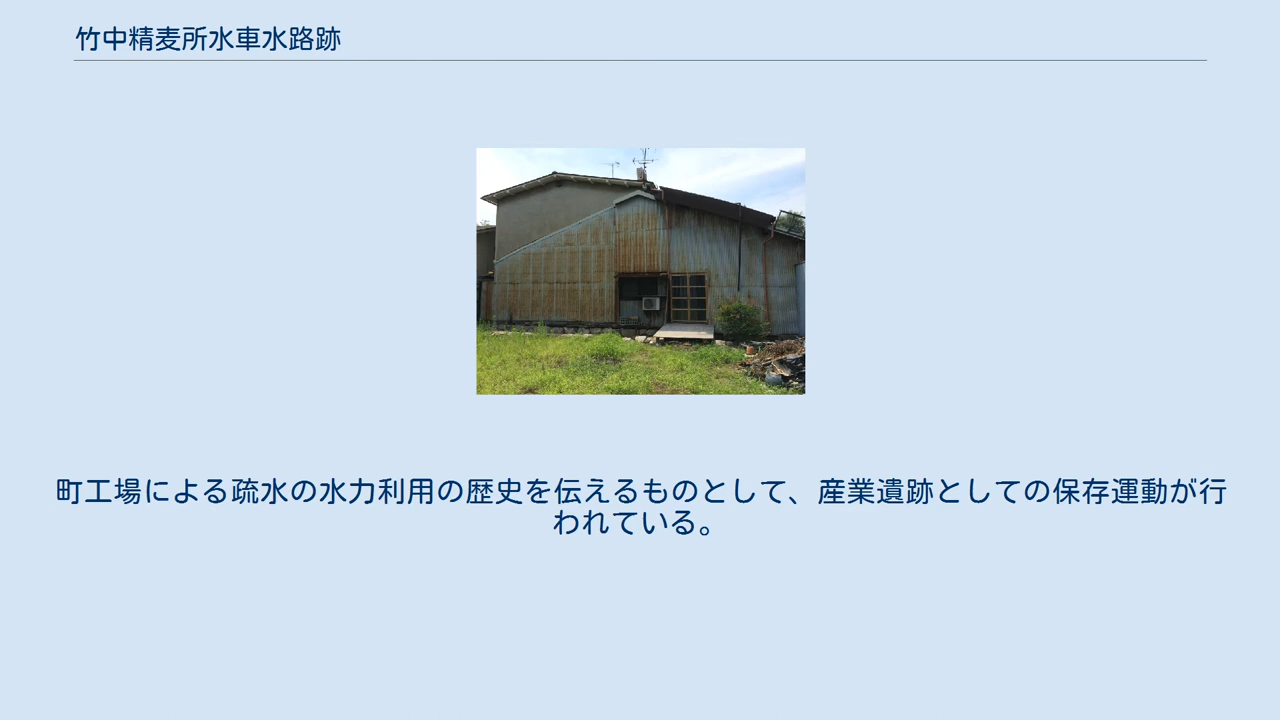 竹中精麦所水車水路跡
町工場による疏水の水力利用の歴史を伝えるものとして、産業遺跡としての保存運動が行
われている。